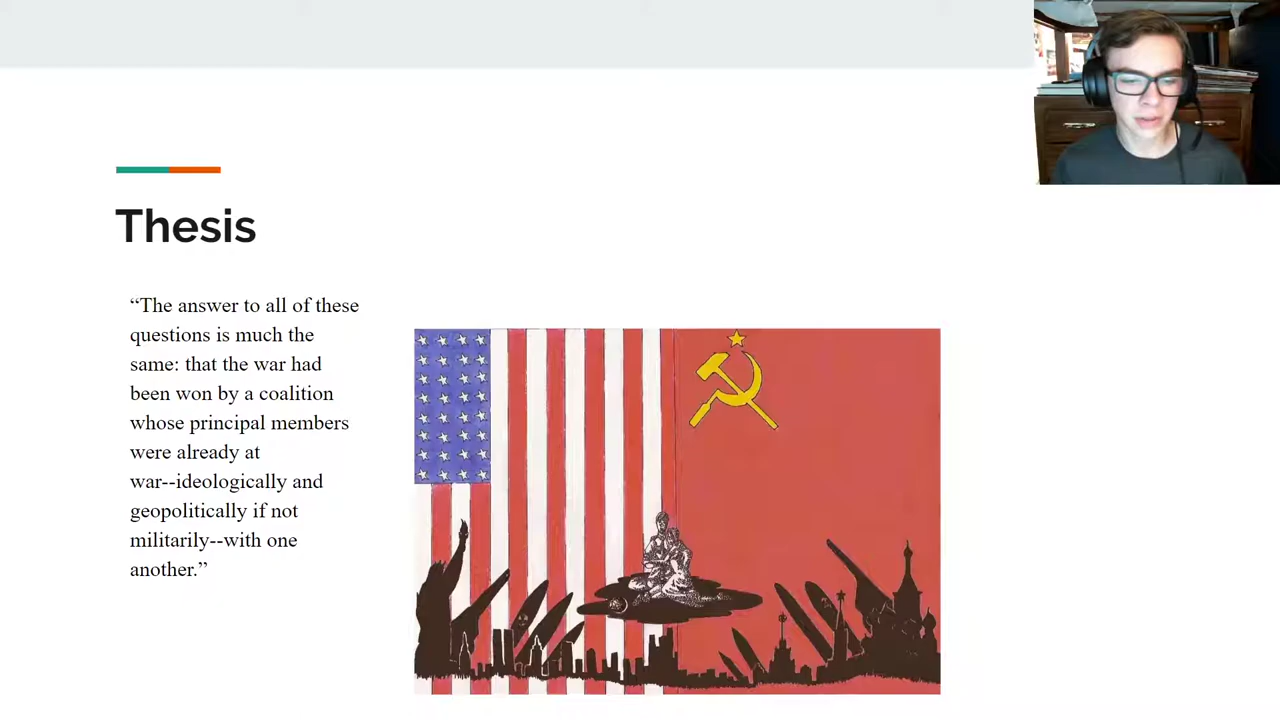 Thesis
“The answer to all of these
questions is much the
same: that the war had
been won by a coalition
whose principal members
were already at
war--ideologically and
geopolitically if not
militarily--with one
another.”